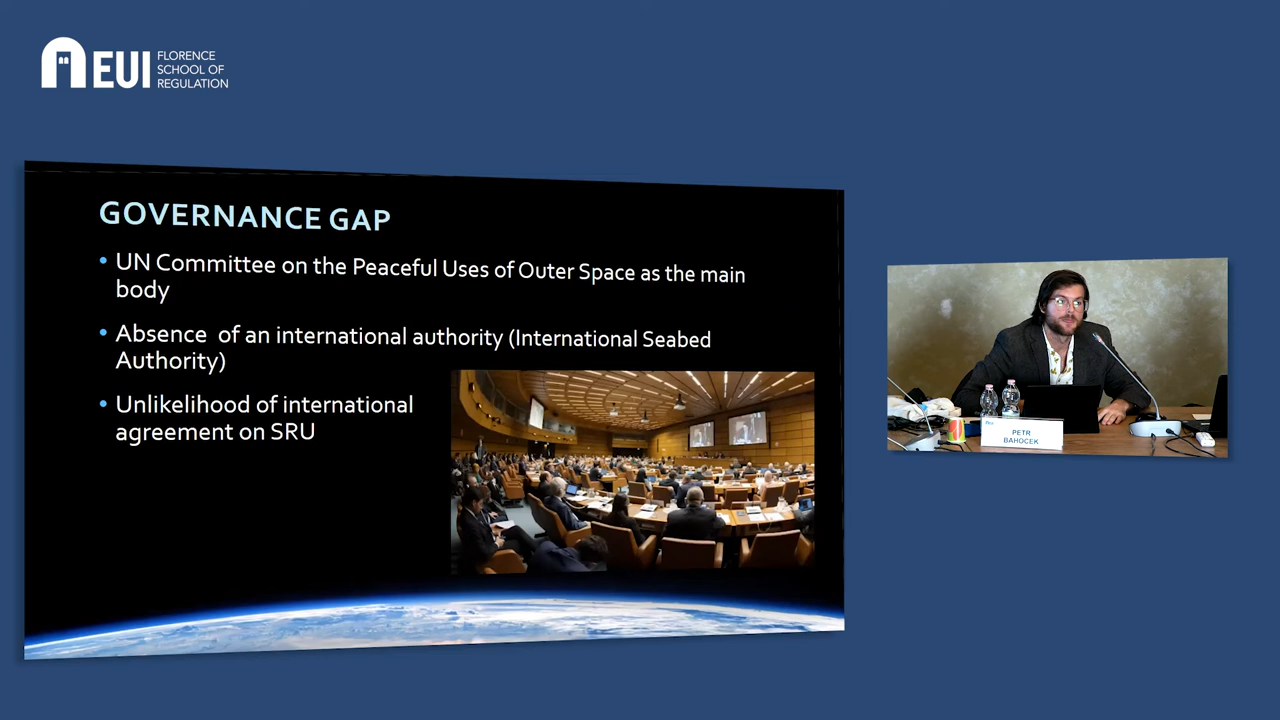 EUI
FLORENCE
SCHOOL OF
REGULATION
GOVERNANCE GAP
• UN Committee on the Peaceful Uses of Outer Space as the main
body
• Absence of an international authority (International Seabed
Authority)
• Unlikelihood of international
agreement on SRU
PETR
BAHOCEK